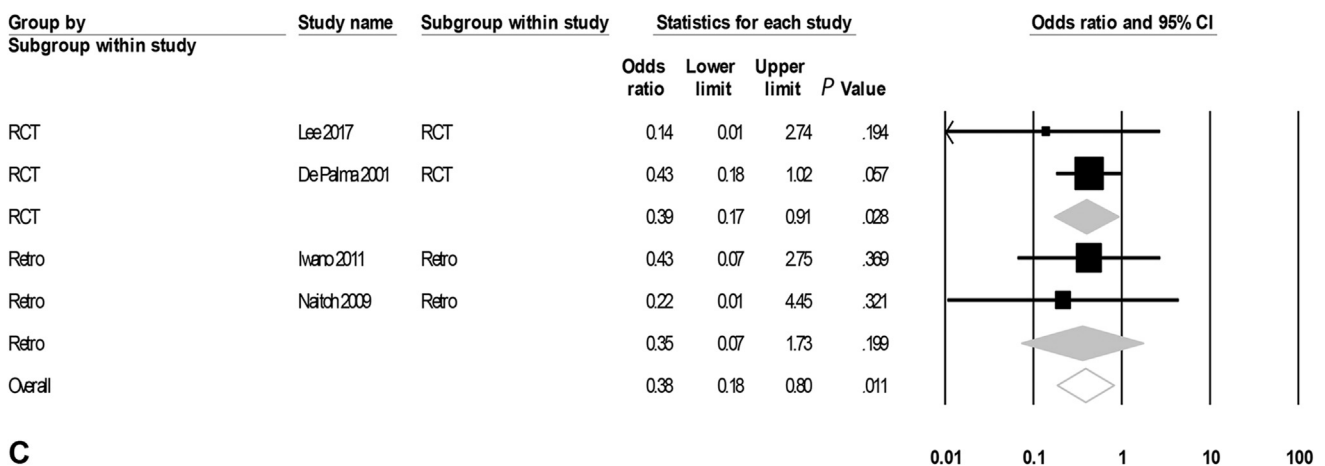 Group by Study name Subgroup within study Statistics for each study Odds ratio and 95% CI
Subgroup within study
Odds Lower Upper
ratio limit limit P Value
RCT Lee 2017 RCT 0.14 0.01 2.74 .194
RCT De Palma 2001 RCT 0.43 0.18 1.02 .057
RCT 0.39 0.17 0.91 .028
Retro Iwano 2011 Retro 0.43 0.07 2.75 .369
Retro Naitoh 2009 Retro 0.22 0.01 4.45 .321
Retro 0.35 0.07 1.73 .199
Overall 0.38 0.18 0.80 .011
C 0.01 0.1 1 10 100